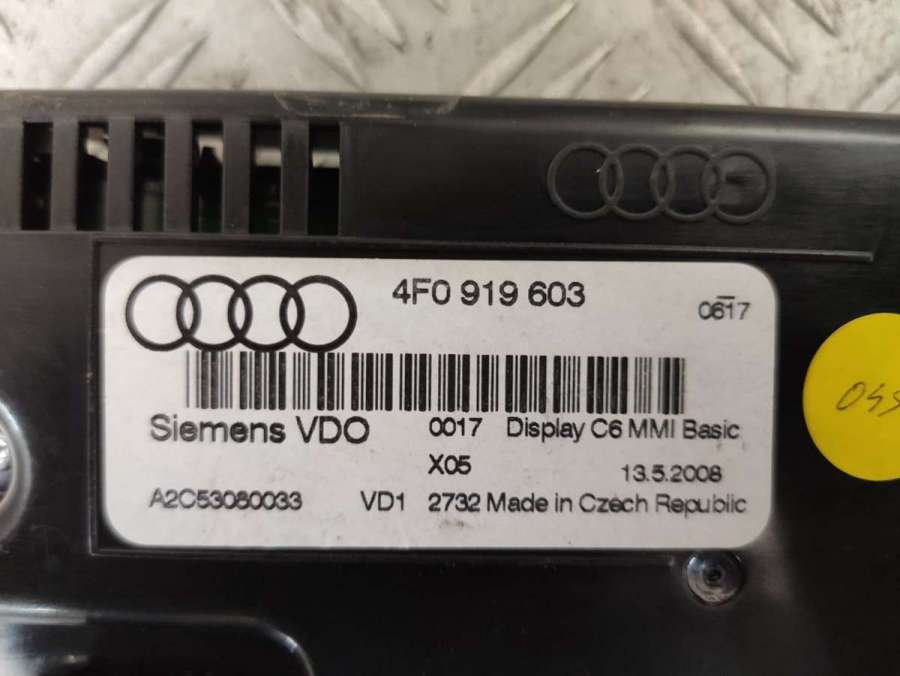 4F0 919 603
0617
Siemens VDO 0017 Display C6 MMI Basic
X05 13.5.2008
A2C53080033 VD1 2732 Made in Czech Republic